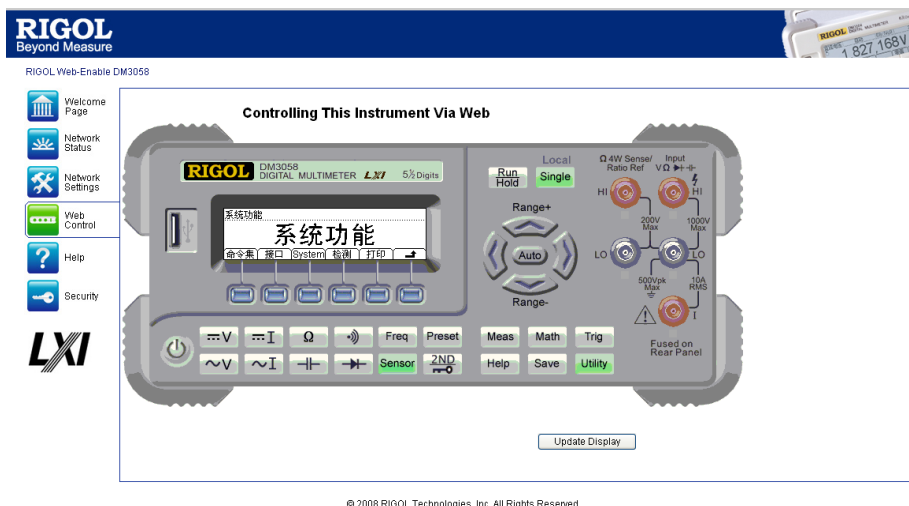 RIGOL
Beyond Measure
RIGOL Web-Enable DM3058
Welcome Page
Network Status
Network Settings
Web Control
Help
Security
LXI
Controlling This Instrument Via Web
RIGOL DM3058
DIGITAL MULTIMETER LXI 5½ Digits
系统功能
系统功能
命令集 接口 System 检测 打印
Run
Hold
Local
Single
Range+
Auto
Range-
Ω 4W Sense/
Ratio Ref
Input
VΩ
HI HI
200V
Max
1000V
Max
LO LO
500Vpk
Max
10A
RMS
I
Fused on
Rear Panel
V I Ω Freq Preset
Meas Math Trig
~V ~I Sensor 2ND
Help Save Utility
Update Display
© 2008 RIGOL Technologies, Inc. All Rights Reserved.